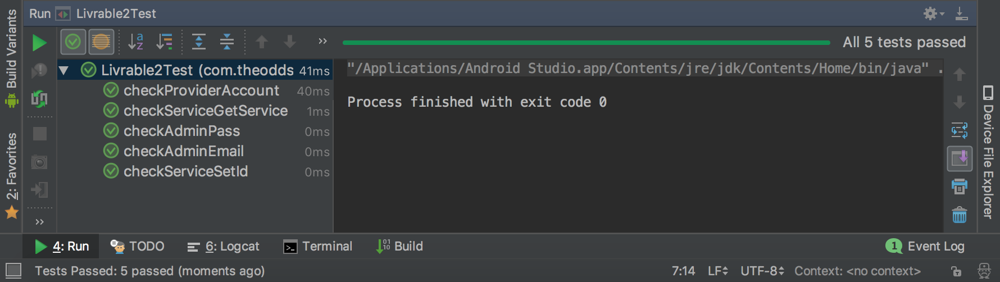 Run Livrable2Test
Build Variants
2: Favorites
a
z
All 5 tests passed
Livrable2Test (com.theodds 41ms
checkProviderAccount 40ms
checkServiceGetService 1ms
checkAdminPass 0ms
checkAdminEmail 0ms
checkServiceSetId 0ms
"/Applications/Android Studio.app/Contents/jre/jdk/Contents/Home/bin/java" .
Process finished with exit code 0
Device File Explorer
4: Run TODO 6: Logcat Terminal 01 10 Build 1 Event Log
Tests Passed: 5 passed (moments ago) 7:14 LF UTF-8 Context: <no context>